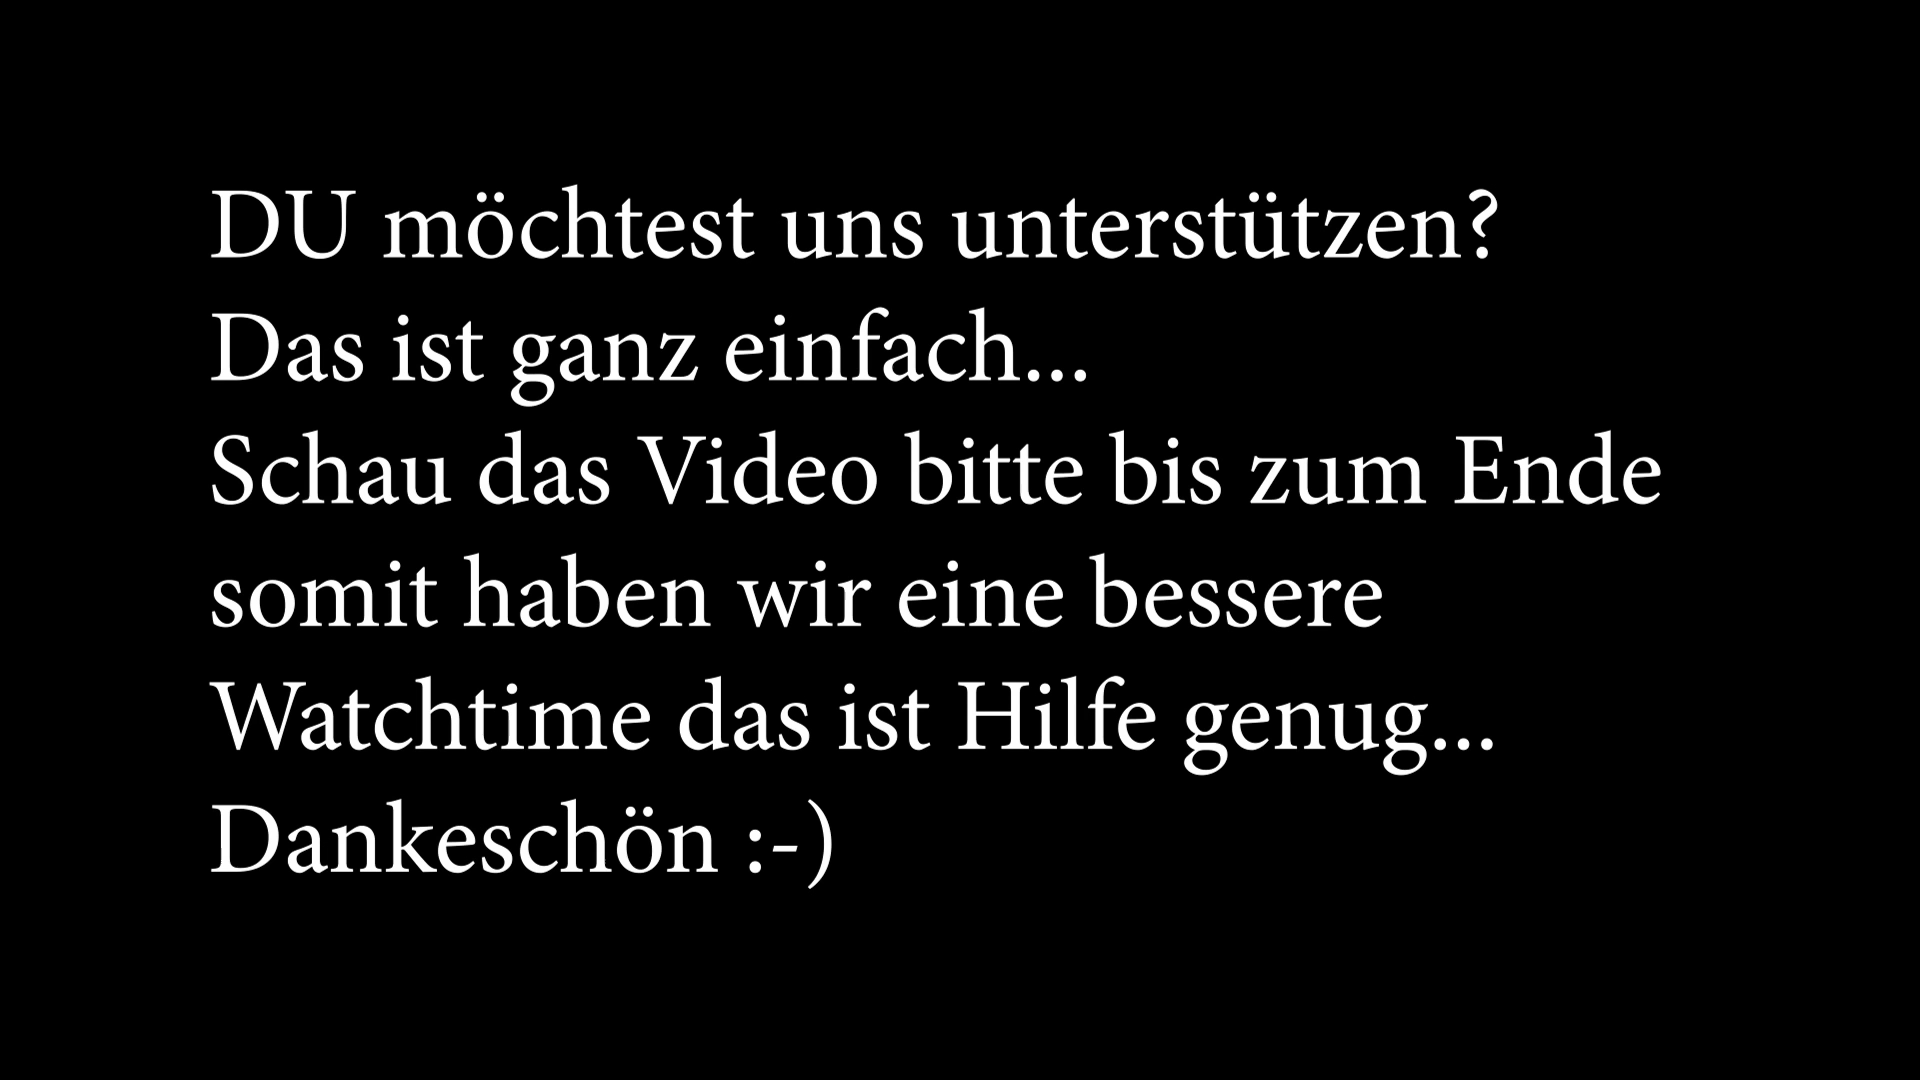 DU möchtest uns unterstützen?
Das ist ganz einfach...
Schau das Video bitte bis zum Ende
somit haben wir eine bessere
Watchtime das ist Hilfe genug...
Dankeschön :-)